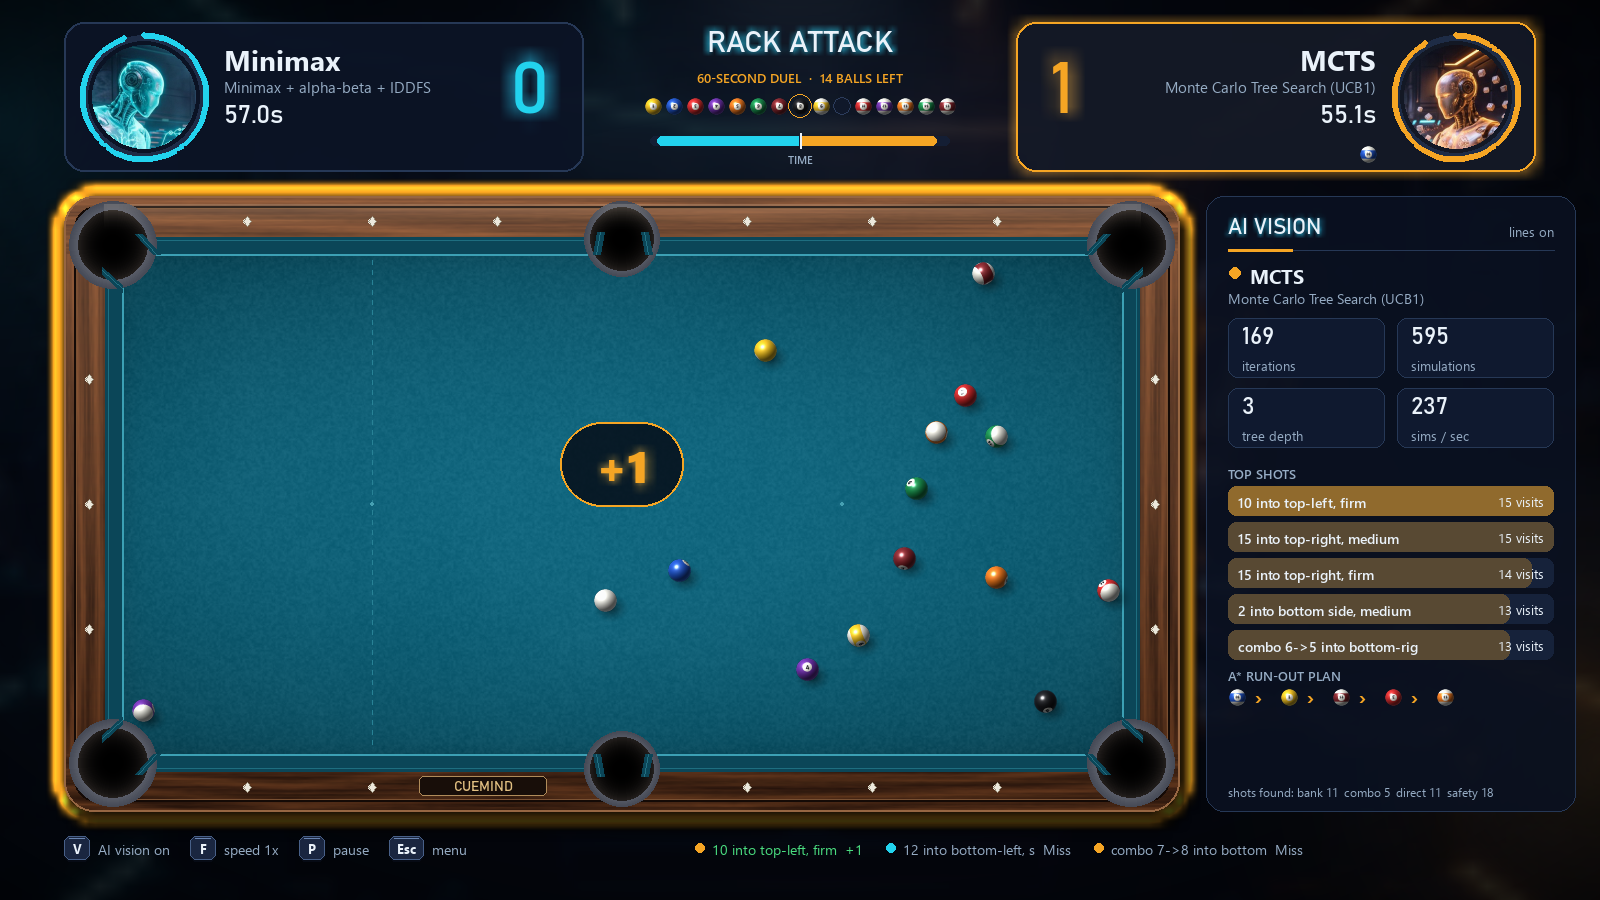 Minimax
Minimax + alpha-beta + IDDFS
57.0s
0
RACK ATTACK
60-SECOND DUEL · 14 BALLS LEFT
TIME
1
MCTS
Monte Carlo Tree Search (UCB1)
55.1s
+1
CUEMIND
AI VISION
lines on
MCTS
Monte Carlo Tree Search (UCB1)
169
iterations
595
simulations
3
tree depth
237
sims / sec
TOP SHOTS
10 into top-left, firm 15 visits
15 into top-right, medium 15 visits
15 into top-right, firm 14 visits
2 into bottom side, medium 13 visits
combo 6->5 into bottom-rig 13 visits
A* RUN-OUT PLAN
shots found: bank 11 combo 5 direct 11 safety 18
V AI vision on F speed 1x P pause Esc menu
10 into top-left, firm +1 12 into bottom-left, s Miss combo 7->8 into bottom Miss